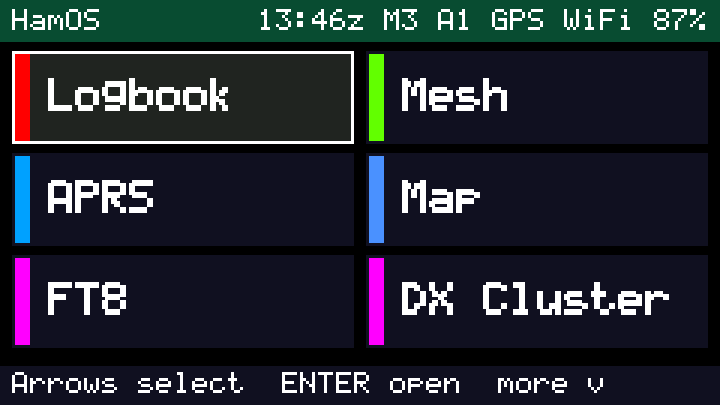 HamOS 13:46z M3 A1 GPS WiFi 87%
Logbook Mesh
APRS Map
FT8 DX Cluster
Arrows select ENTER open more v